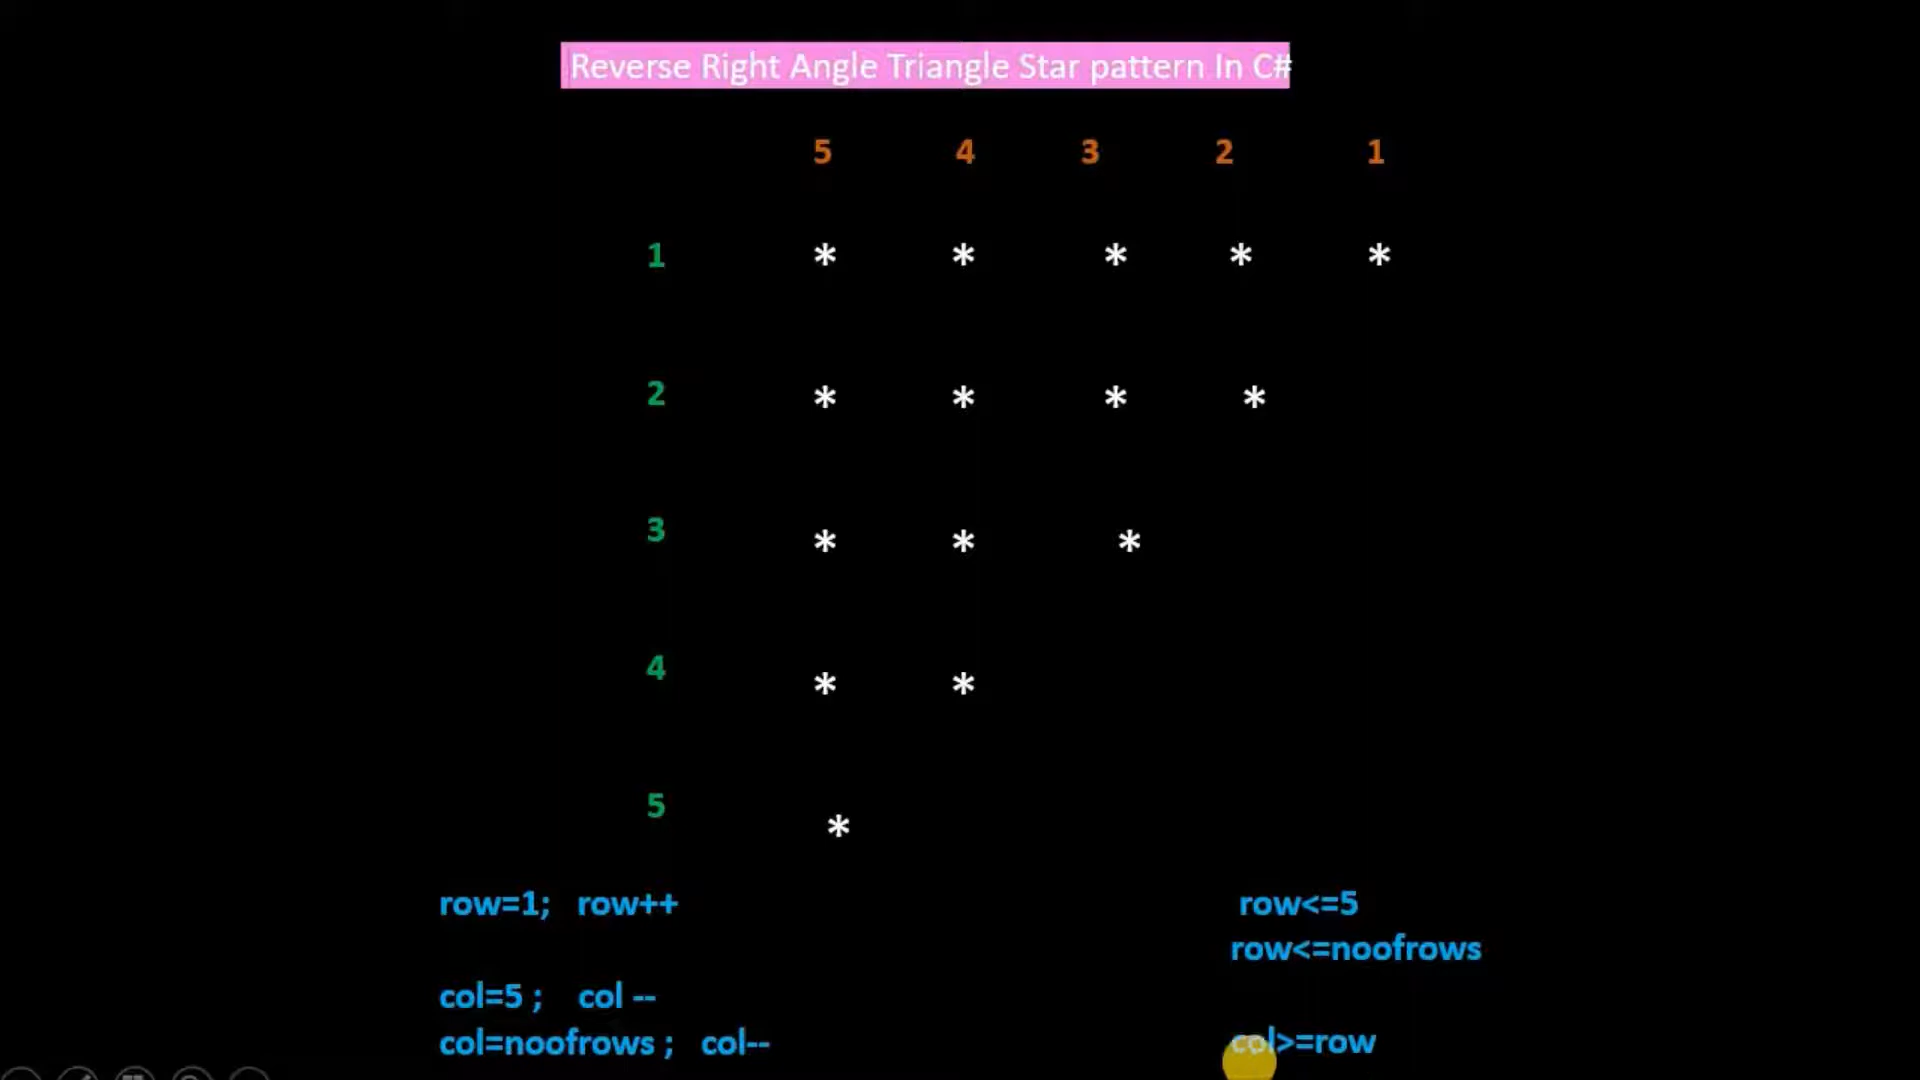 Reverse Right Angle Triangle Star pattern In C#
5 4 3 2 1
1 * * * * *
2 * * * *
3 * * *
4 * *
5 *
row=1; row++ row<=5
row<=noofrows
col=5 ; col --
col=noofrows ; col-- col>=row